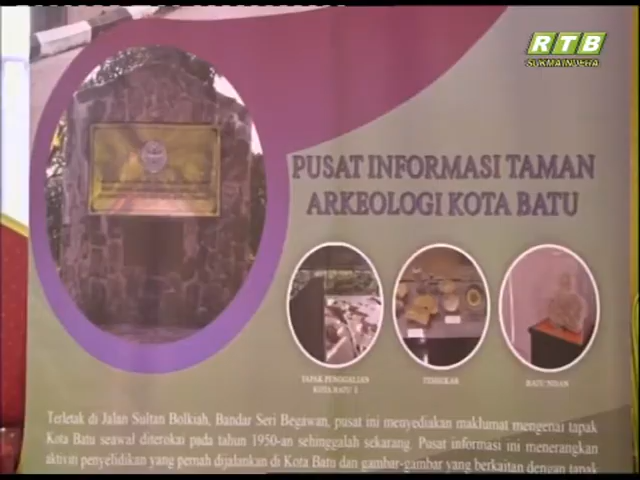 RTB
SUKMAINDERA
PUSAT INFORMASI TAMAN
ARKEOLOGI KOTA BATU
TAPAK PENGGALIAN
KOTA BATU 1
TEMBIKAR
BATU NISAN
Terletak di Jalan Sultan Bolkiah, Bandar Seri Begawan, pusat ini menyediakan maklumat mengenai tapak
Kota Batu seawal diterokai pada tahun 1950-an sehinggalah sekarang. Pusat informasi ini menerangkan
aktiviti penyelidikan yang pernah dijalankan di Kota Batu dan gambar-gambar yang berkaitan dengan tapak